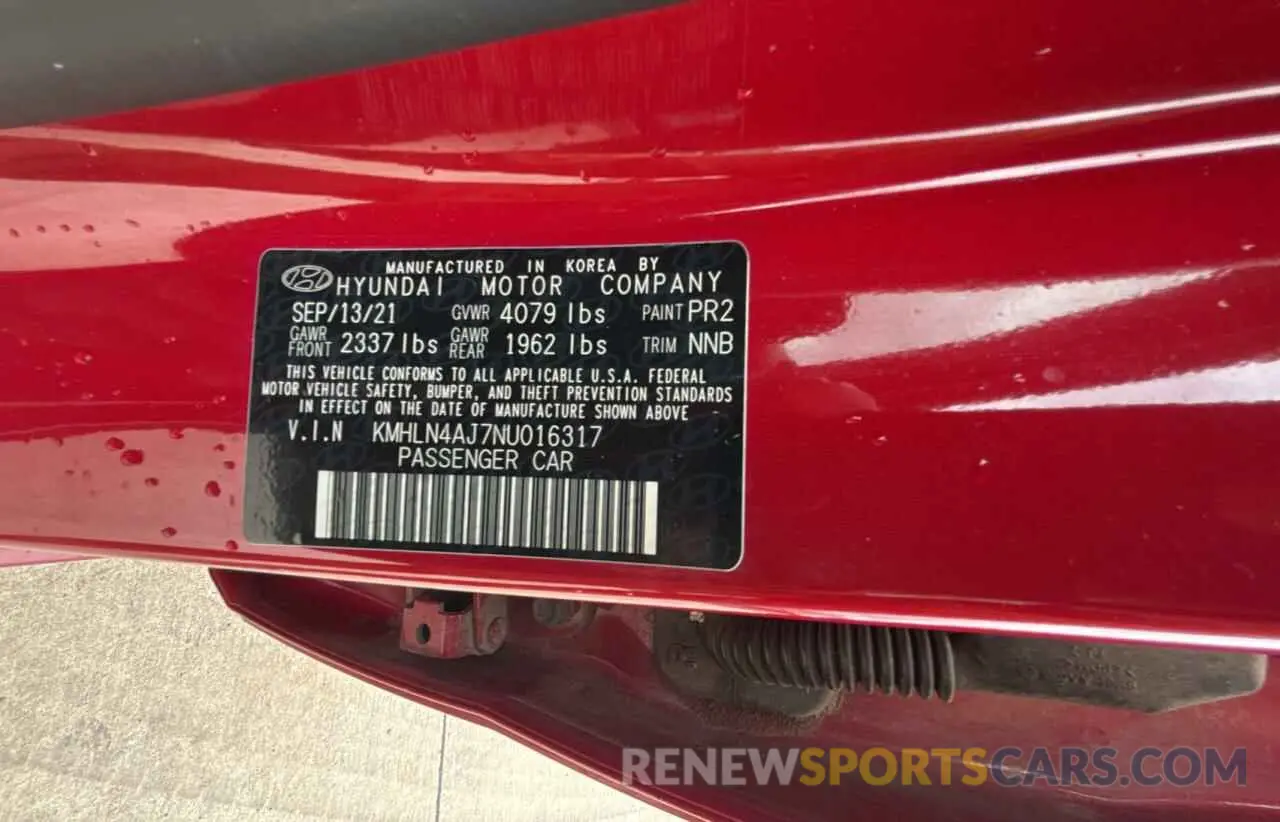 MANUFACTURED IN KOREA BY
HYUNDAI MOTOR COMPANY
SEP/13/21 GVWR 4079 lbs PAINT PR2
GAWR FRONT 2337 lbs GAWR REAR 1962 lbs TRIM NNB
THIS VEHICLE CONFORMS TO ALL APPLICABLE U.S.A. FEDERAL
MOTOR VEHICLE SAFETY, BUMPER, AND THEFT PREVENTION STANDARDS
IN EFFECT ON THE DATE OF MANUFACTURE SHOWN ABOVE
V.I.N KMHLN4AJ7NU016317
PASSENGER CAR
RENEWSPORTSCARS.COM